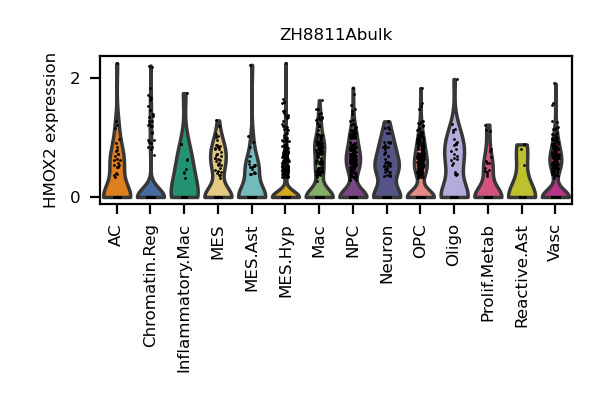 ZH8811Abulk
HMOX2 expression
2
0
AC
Chromatin.Reg
Inflammatory.Mac
MES
MES.Ast
MES.Hyp
Mac
NPC
Neuron
OPC
Oligo
Prolif.Metab
Reactive.Ast
Vasc